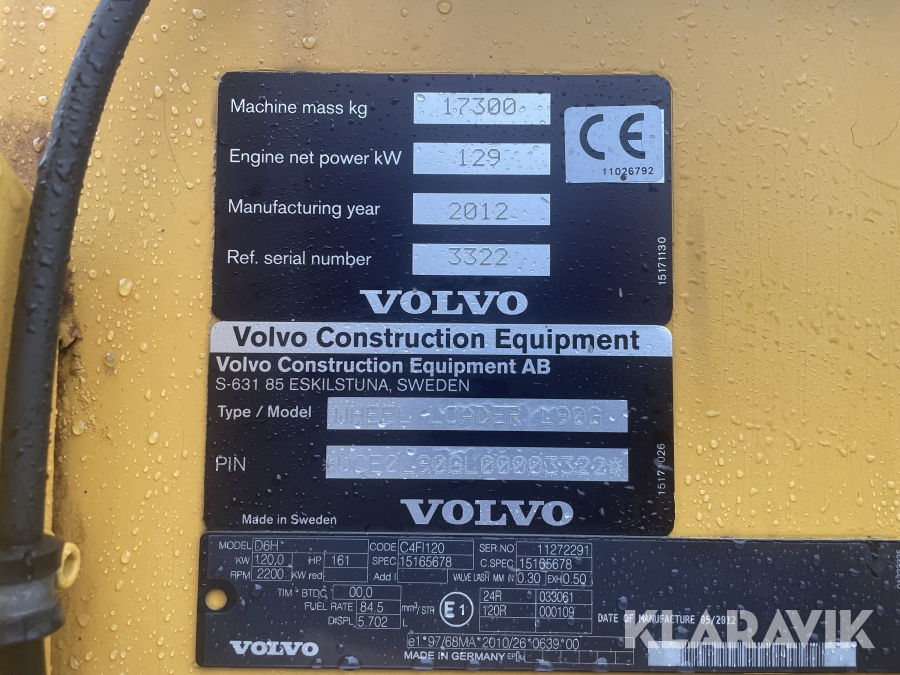 Machine mass kg 17300
CE
11026792
Engine net power kW 129
Manufacturing year 2012
Ref. serial number 3322
15171130
VOLVO
Volvo Construction Equipment
Volvo Construction Equipment AB
S-631 85 ESKILSTUNA, SWEDEN
Type / Model WHEEL LOADER L90G
PIN *VCE0L90GL00003322*
Made in Sweden VOLVO
MODEL D6H* CODE C4FI120 SER NO 11272291
KW 120,0 HP 161 SPEC 15165678 C.SPEC 15165678
RPM 2200 KW red Add l VALVE LASH MM IN 0.30 EXH 0.50
TIM ° BTDC 00,0 24R 033061
FUEL RATE 84.5 mm³/STR E1 120R 000109
DISPL 5.702 L
DATE OF MANUFACTURE 05/2012
e1*97/68MA*2010/26*0639*00
VOLVO MADE IN GERMANY
KLARAVIK